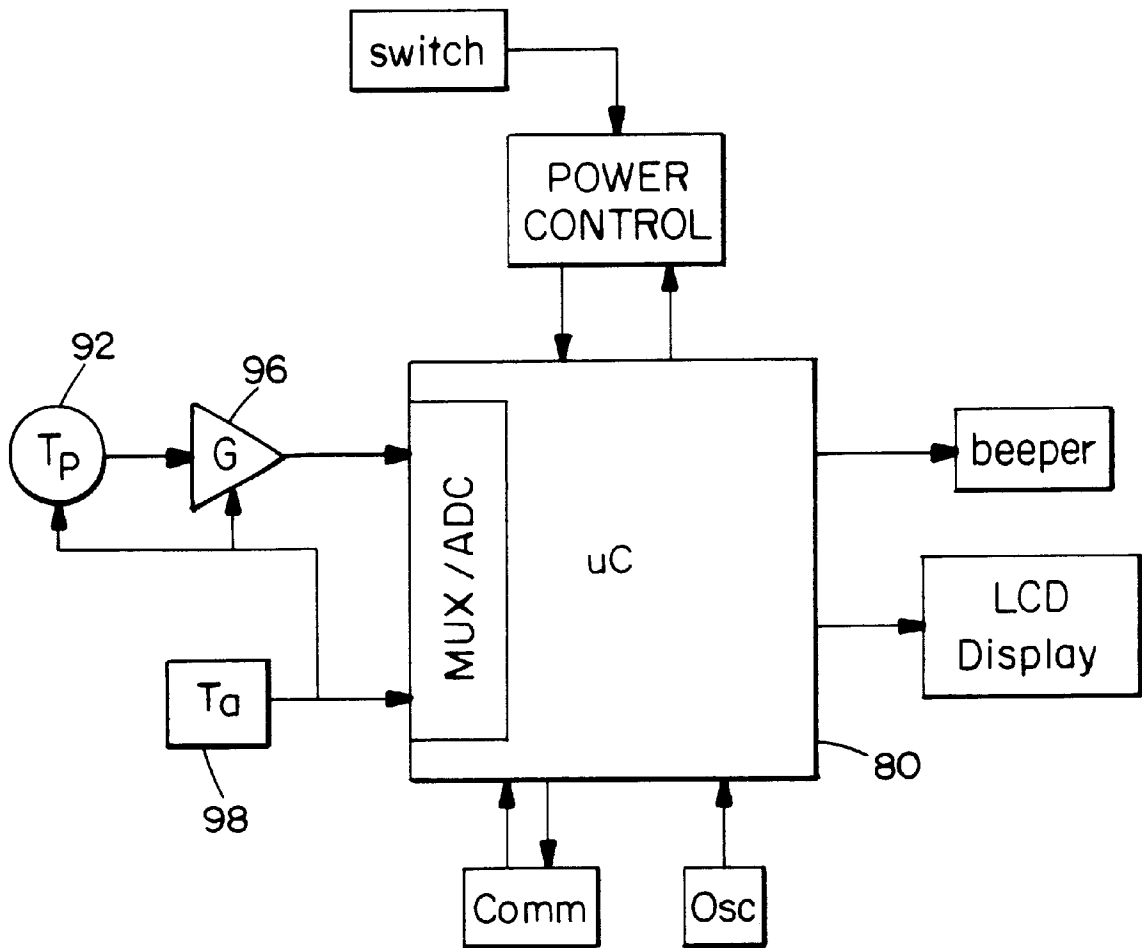 switch
POWER
CONTROL
92
96
Tp
G
MUX/ADC
uC
beeper
LCD
Display
Ta
98
80
Comm
Osc